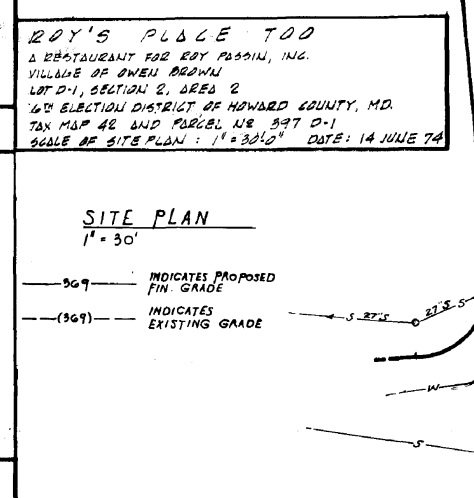 ROY'S PLACE TOO
A RESTAURANT FOR ROY PASSIN, INC.
VILLAGE OF OWEN BROWN
LOT D-1, SECTION 2, AREA 2
6TH ELECTION DISTRICT OF HOWARD COUNTY, MD.
TAX MAP 42 AND PARCEL NO 397 D-1
SCALE OF SITE PLAN: 1" = 30'-0" DATE: 14 JUNE 74
SITE PLAN
1" = 30'
369 INDICATES PROPOSED
FIN. GRADE
(369) INDICATES
EXISTING GRADE
S 27"S
27"S S
W
S